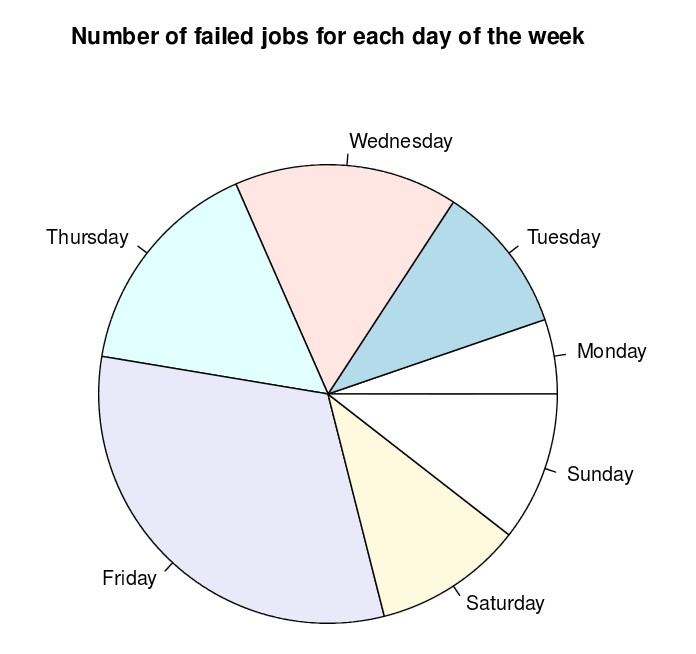 Number of failed jobs for each day of the week
Wednesday
Thursday
Tuesday
Monday
Sunday
Friday
Saturday